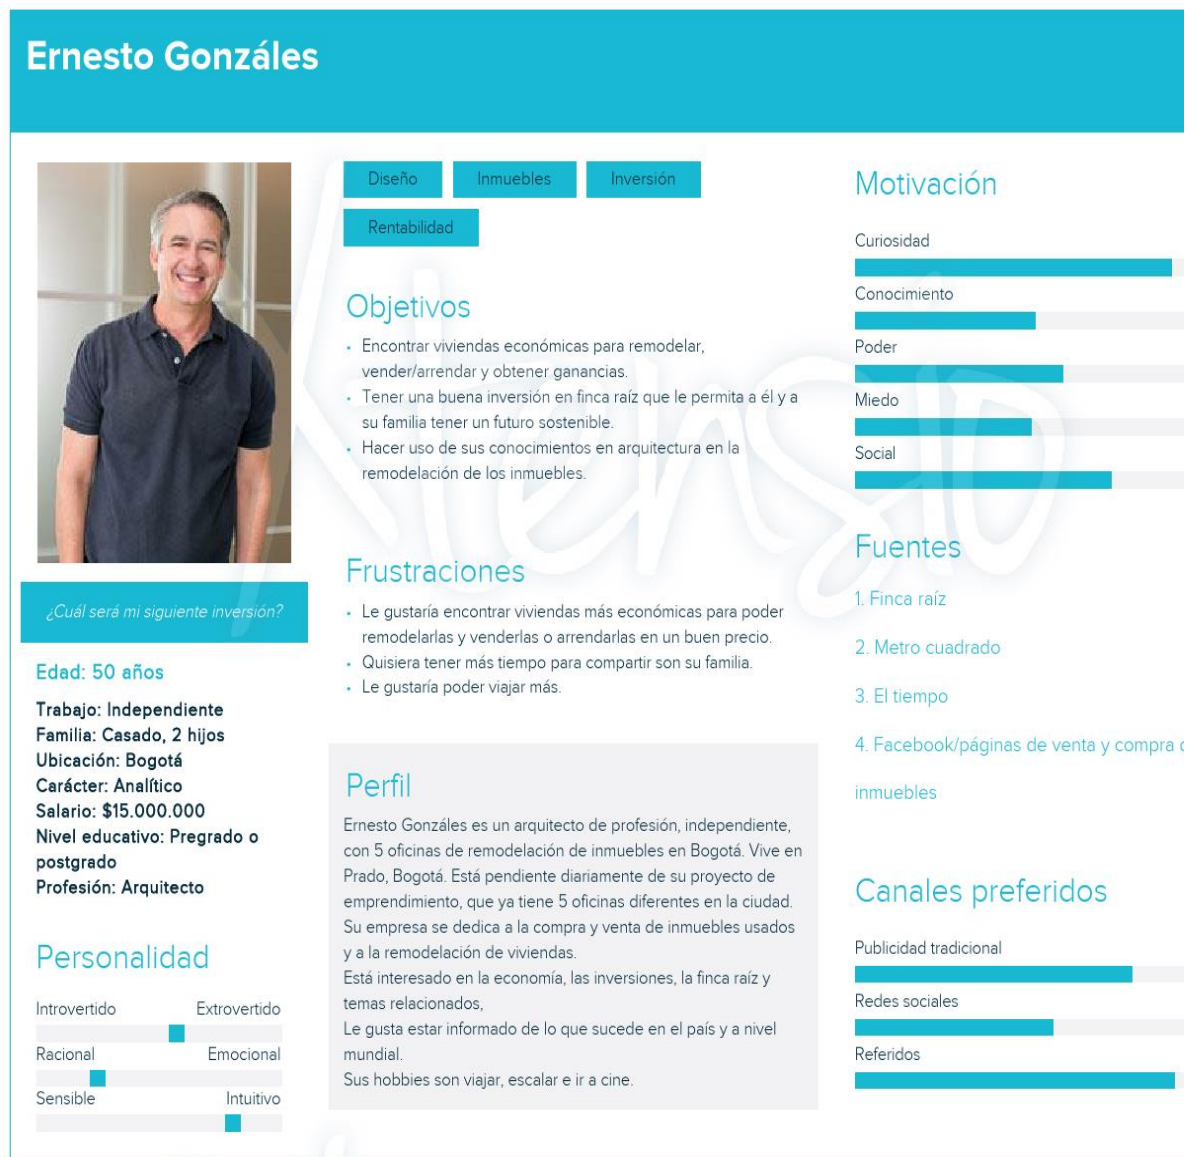 Ernesto Gonzáles
¿Cuál será mi siguiente inversión?
Edad: 50 años
Trabajo: Independiente
Familia: Casado, 2 hijos
Ubicación: Bogotá
Carácter: Analítico
Salario: $15.000.000
Nivel educativo: Pregrado o
postgrado
Profesión: Arquitecto
Personalidad
Introvertido Extrovertido
Racional Emocional
Sensible Intuitivo
Diseño Inmuebles Inversión
Rentabilidad
Objetivos
• Encontrar viviendas económicas para remodelar,
vender/arrendar y obtener ganancias.
• Tener una buena inversión en finca raíz que le permita a él y a
su familia tener un futuro sostenible.
• Hacer uso de sus conocimientos en arquitectura en la
remodelación de los inmuebles.
Frustraciones
• Le gustaría encontrar viviendas más económicas para poder
remodelarlas y venderlas o arrendarlas en un buen precio.
• Quisiera tener más tiempo para compartir son su familia.
• Le gustaría poder viajar más.
Perfil
Ernesto Gonzáles es un arquitecto de profesión, independiente,
con 5 oficinas de remodelación de inmuebles en Bogotá. Vive en
Prado, Bogotá. Está pendiente diariamente de su proyecto de
emprendimiento, que ya tiene 5 oficinas diferentes en la ciudad.
Su empresa se dedica a la compra y venta de inmuebles usados
y a la remodelación de viviendas.
Está interesado en la economía, las inversiones, la finca raíz y
temas relacionados,
Le gusta estar informado de lo que sucede en el país y a nivel
mundial.
Sus hobbies son viajar, escalar e ir a cine.
Motivación
Curiosidad
Conocimiento
Poder
Miedo
Social
Fuentes
1. Finca raíz
2. Metro cuadrado
3. El tiempo
4. Facebook/páginas de venta y compra
inmuebles
Canales preferidos
Publicidad tradicional
Redes sociales
Referidos
Xtensio